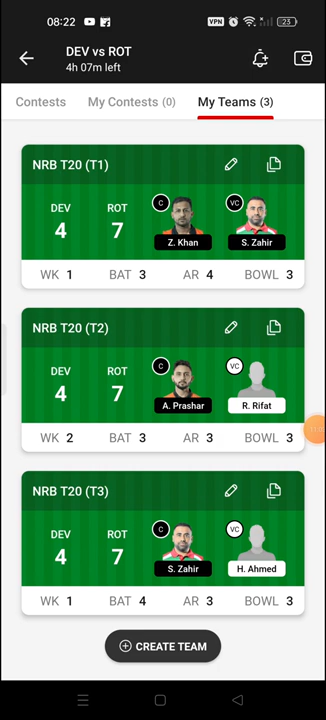 08:22
VPN
23
DEV vs ROT
4h 07m left
Contests My Contests (0) My Teams (3)
NRB T20 (T1)
DEV ROT
4 7
C VC
Z. Khan S. Zahir
WK 1 BAT 3 AR 4 BOWL 3
NRB T20 (T2)
DEV ROT
4 7
C VC
A. Prashar R. Rifat
WK 2 BAT 3 AR 3 BOWL 3
NRB T20 (T3)
DEV ROT
4 7
C VC
S. Zahir H. Ahmed
WK 1 BAT 4 AR 3 BOWL 3
CREATE TEAM